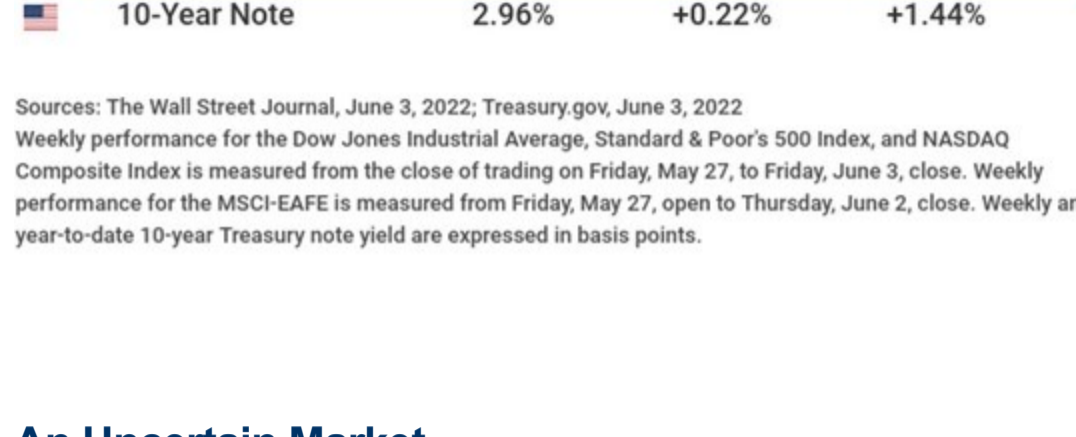 10-Year Note 2.96% +0.22% +1.44%
Sources: The Wall Street Journal, June 3, 2022; Treasury.gov, June 3, 2022
Weekly performance for the Dow Jones Industrial Average, Standard & Poor's 500 Index, and NASDAQ
Composite Index is measured from the close of trading on Friday, May 27, to Friday, June 3, close. Weekly
performance for the MSCI-EAFE is measured from Friday, May 27, open to Thursday, June 2, close. Weekly
year-to-date 10-year Treasury note yield are expressed in basis points.
An Uncertain Market